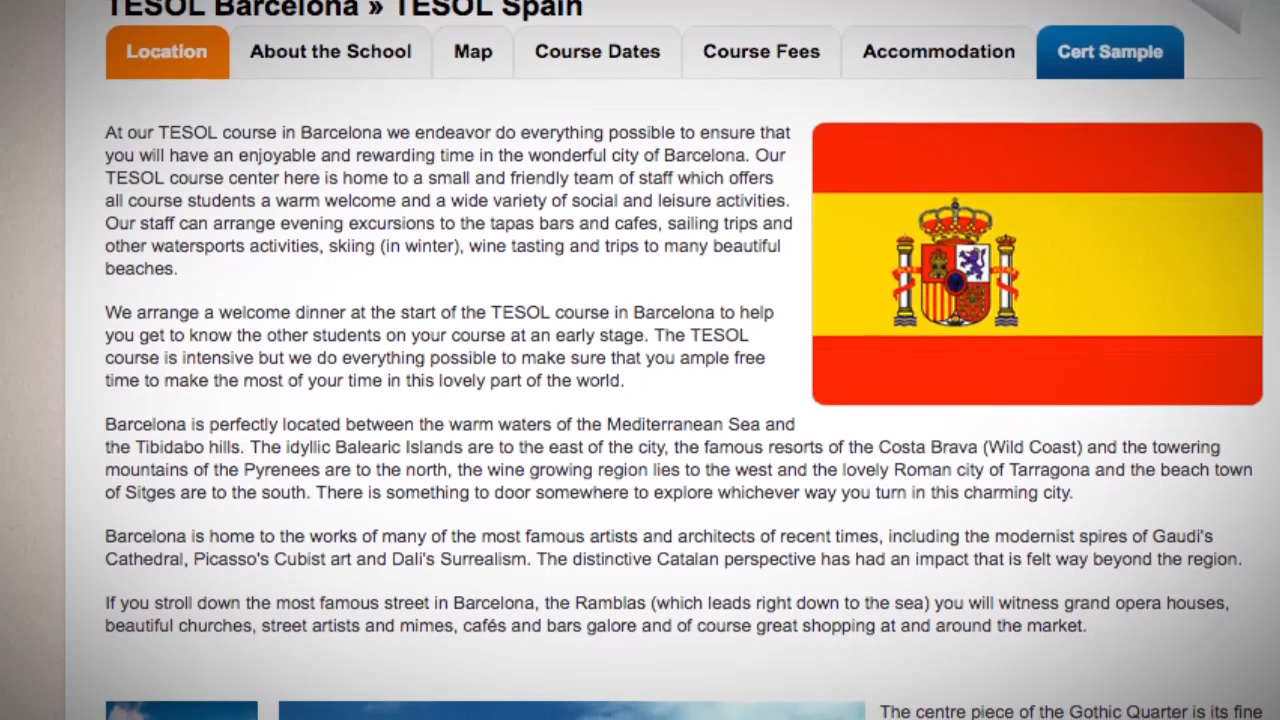 TESOL Barcelona » TESOL Spain
Location
About the School
Map
Course Dates
Course Fees
Accommodation
Cert Sample
At our TESOL course in Barcelona we endeavor do everything possible to ensure that
you will have an enjoyable and rewarding time in the wonderful city of Barcelona. Our
TESOL course center here is home to a small and friendly team of staff which offers
all course students a warm welcome and a wide variety of social and leisure activities.
Our staff can arrange evening excursions to the tapas bars and cafes, sailing trips and
other watersports activities, skiing (in winter), wine tasting and trips to many beautiful
beaches.
We arrange a welcome dinner at the start of the TESOL course in Barcelona to help
you get to know the other students on your course at an early stage. The TESOL
course is intensive but we do everything possible to make sure that you ample free
time to make the most of your time in this lovely part of the world.
Barcelona is perfectly located between the warm waters of the Mediterranean Sea and
the Tibidabo hills. The idyllic Balearic Islands are to the east of the city, the famous resorts of the Costa Brava (Wild Coast) and the towering
mountains of the Pyrenees are to the north, the wine growing region lies to the west and the lovely Roman city of Tarragona and the beach town
of Sitges are to the south. There is something to door somewhere to explore whichever way you turn in this charming city.
Barcelona is home to the works of many of the most famous artists and architects of recent times, including the modernist spires of Gaudi's
Cathedral, Picasso's Cubist art and Dali's Surrealism. The distinctive Catalan perspective has had an impact that is felt way beyond the region.
If you stroll down the most famous street in Barcelona, the Ramblas (which leads right down to the sea) you will witness grand opera houses,
beautiful churches, street artists and mimes, cafés and bars galore and of course great shopping at and around the market.
The centre piece of the Gothic Quarter is its fine